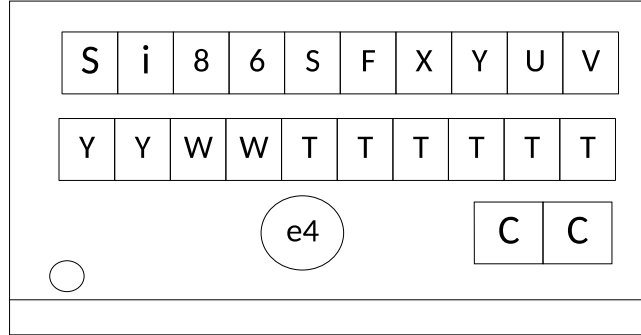 S i 8 6 S F X Y U V
Y Y W W T T T T T T
e4 C C